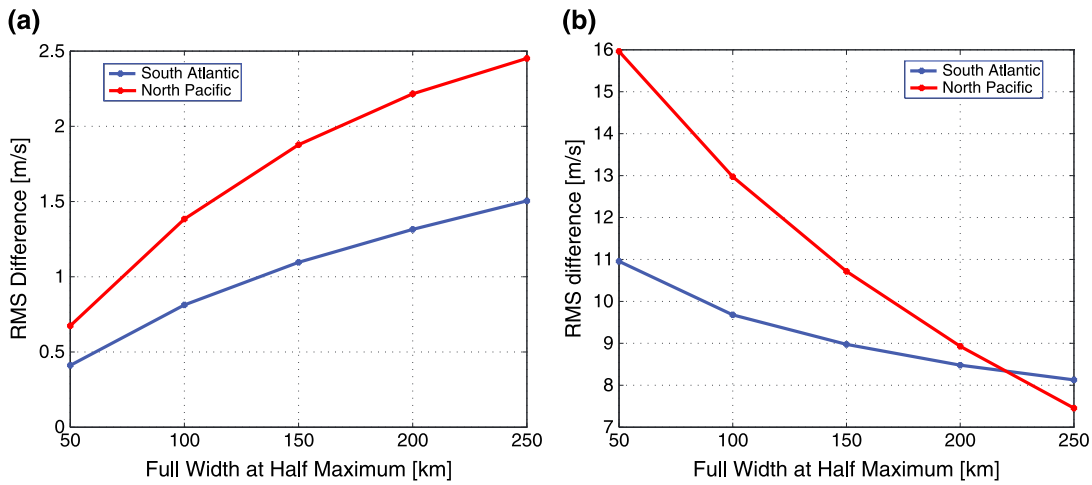 (a)
RMS Difference [m/s]
2.5
2
1.5
1
0.5
0
South Atlantic
North Pacific
50 100 150 200 250
Full Width at Half Maximum [km]
(b)
RMS difference [m/s]
16
15
14
13
12
11
10
9
8
7
South Atlantic
North Pacific
50 100 150 200 250
Full Width at Half Maximum [km]